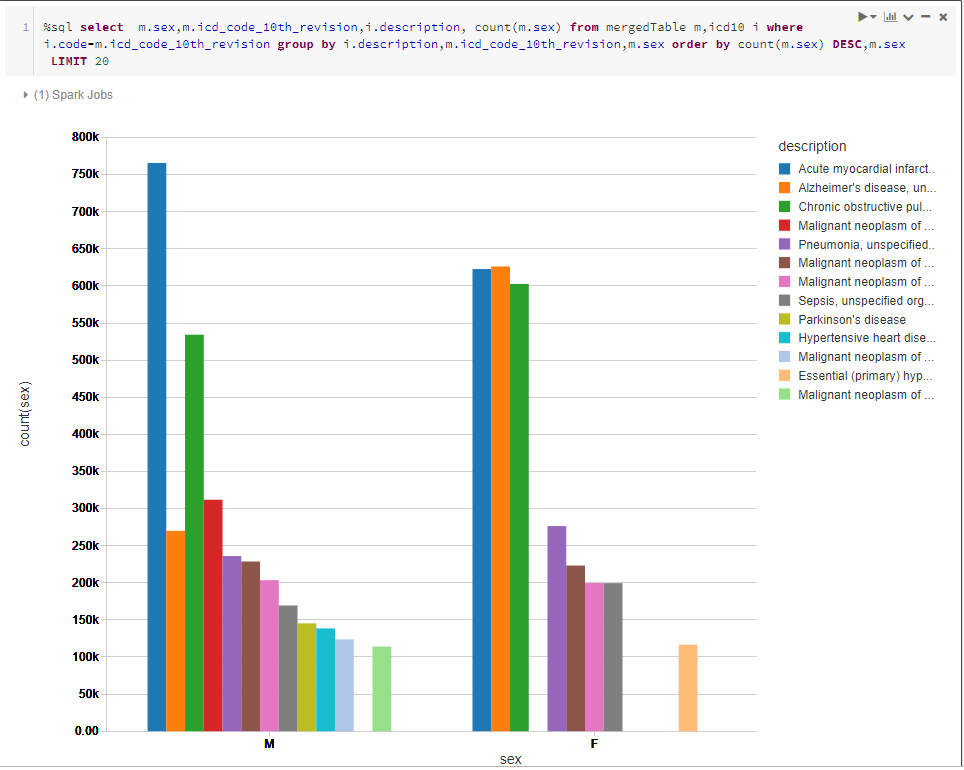 1 %sql select  m.sex,m.icd_code_10th_revision,i.description, count(m.sex) from mergedTable m,icd10 i where
i.code=m.icd_code_10th_revision group by i.description,m.icd_code_10th_revision,m.sex order by count(m.sex) DESC,m.sex
LIMIT 20
(1) Spark Jobs
800k
750k
700k
650k
600k
550k
500k
450k
400k
350k
300k
250k
200k
150k
100k
50k
0.00
count(sex)
M
F
sex
description
Acute myocardial infarct..
Alzheimer's disease, un...
Chronic obstructive pul...
Malignant neoplasm of ...
Pneumonia, unspecified..
Malignant neoplasm of ...
Malignant neoplasm of ...
Sepsis, unspecified org...
Parkinson's disease
Hypertensive heart dise...
Malignant neoplasm of ...
Essential (primary) hyp...
Malignant neoplasm of ...